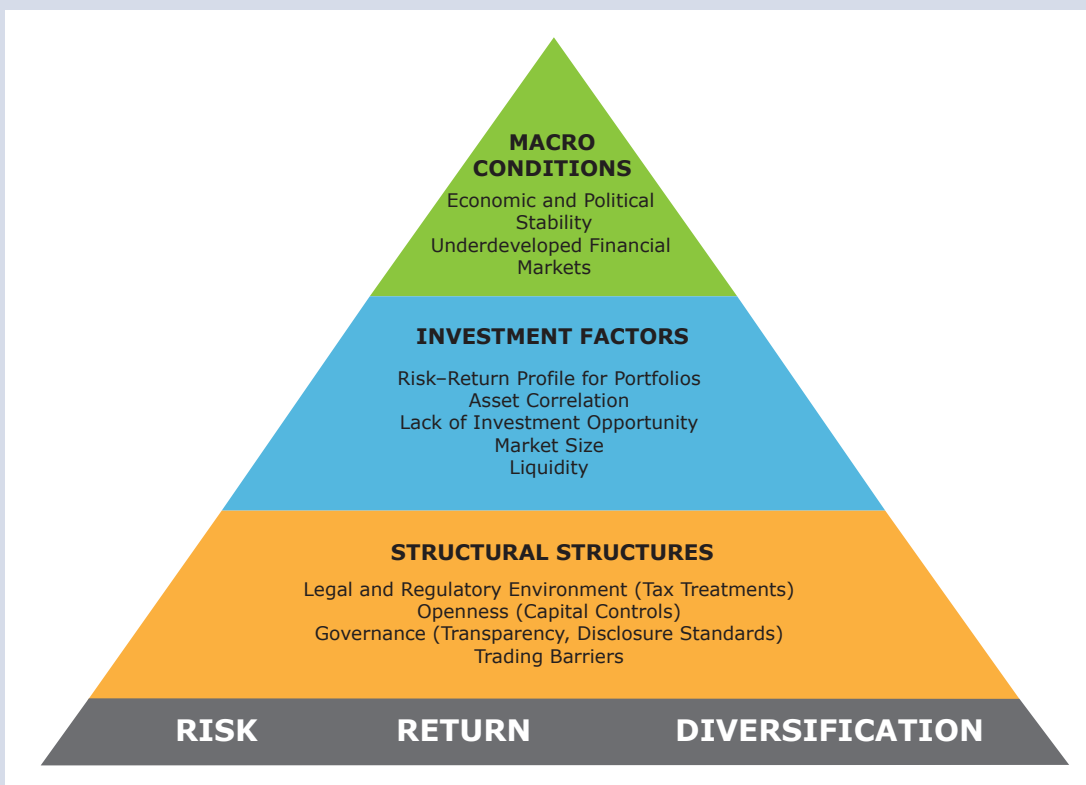 MACRO
CONDITIONS
Economic and Political
Stability
Underdeveloped Financial
Markets
INVESTMENT FACTORS
Risk–Return Profile for Portfolios
Asset Correlation
Lack of Investment Opportunity
Market Size
Liquidity
STRUCTURAL STRUCTURES
Legal and Regulatory Environment (Tax Treatments)
Openness (Capital Controls)
Governance (Transparency, Disclosure Standards)
Trading Barriers
RISK RETURN DIVERSIFICATION